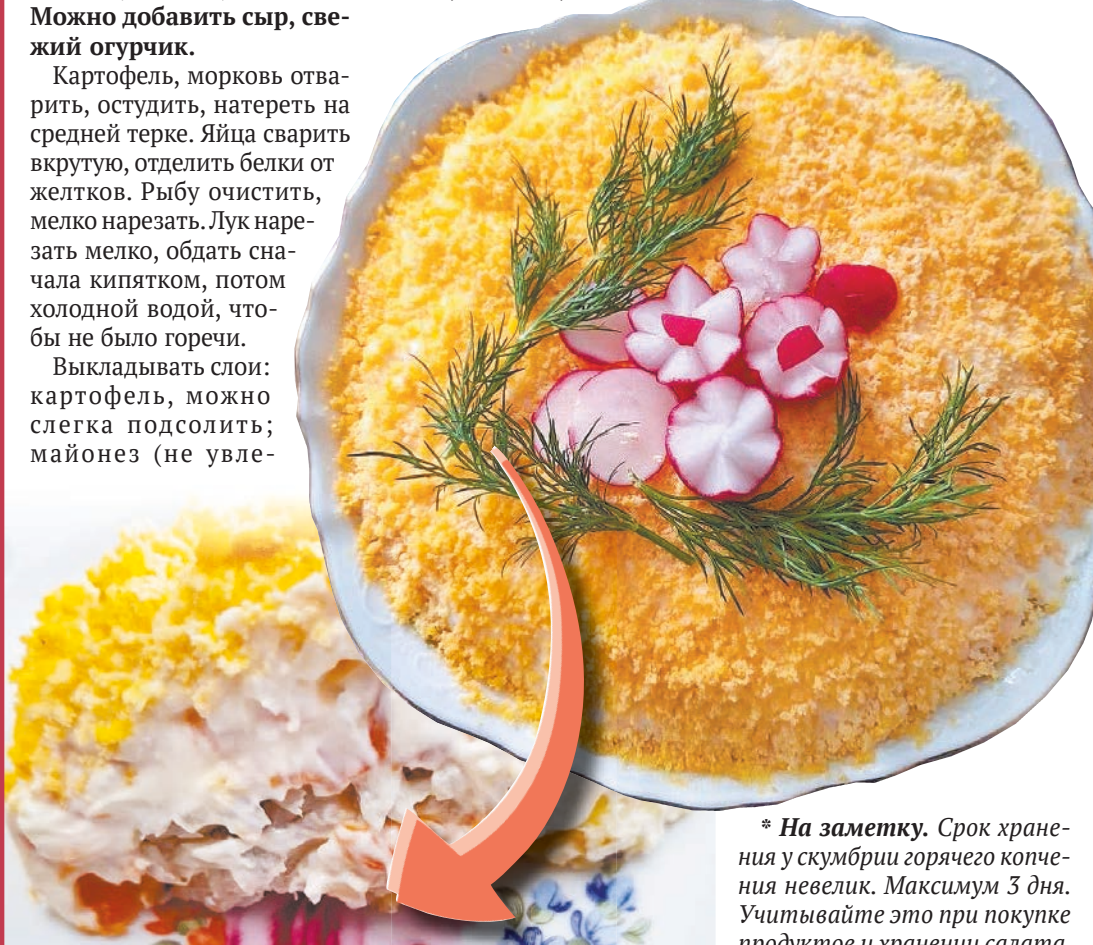 Можно добавить сыр, све-
жий огурчик.
Картофель, морковь отва-
рить, остудить, натереть на
средней терке. Яйца сварить
вкрутую, отделить белки от
желтков. Рыбу очистить,
мелко нарезать. Лук наре-
зать мелко, обдать сна-
чала кипятком, потом
холодной водой, что-
бы не было горечи.
Выкладывать слои:
картофель, можно
слегка подсолить;
майонез (не увле-
* На заметку. Срок хране-
ния у скумбрии горячего копче-
ния невелик. Максимум 3 дня.
Учитывайте это при покупке
продуктов и хранении салата.